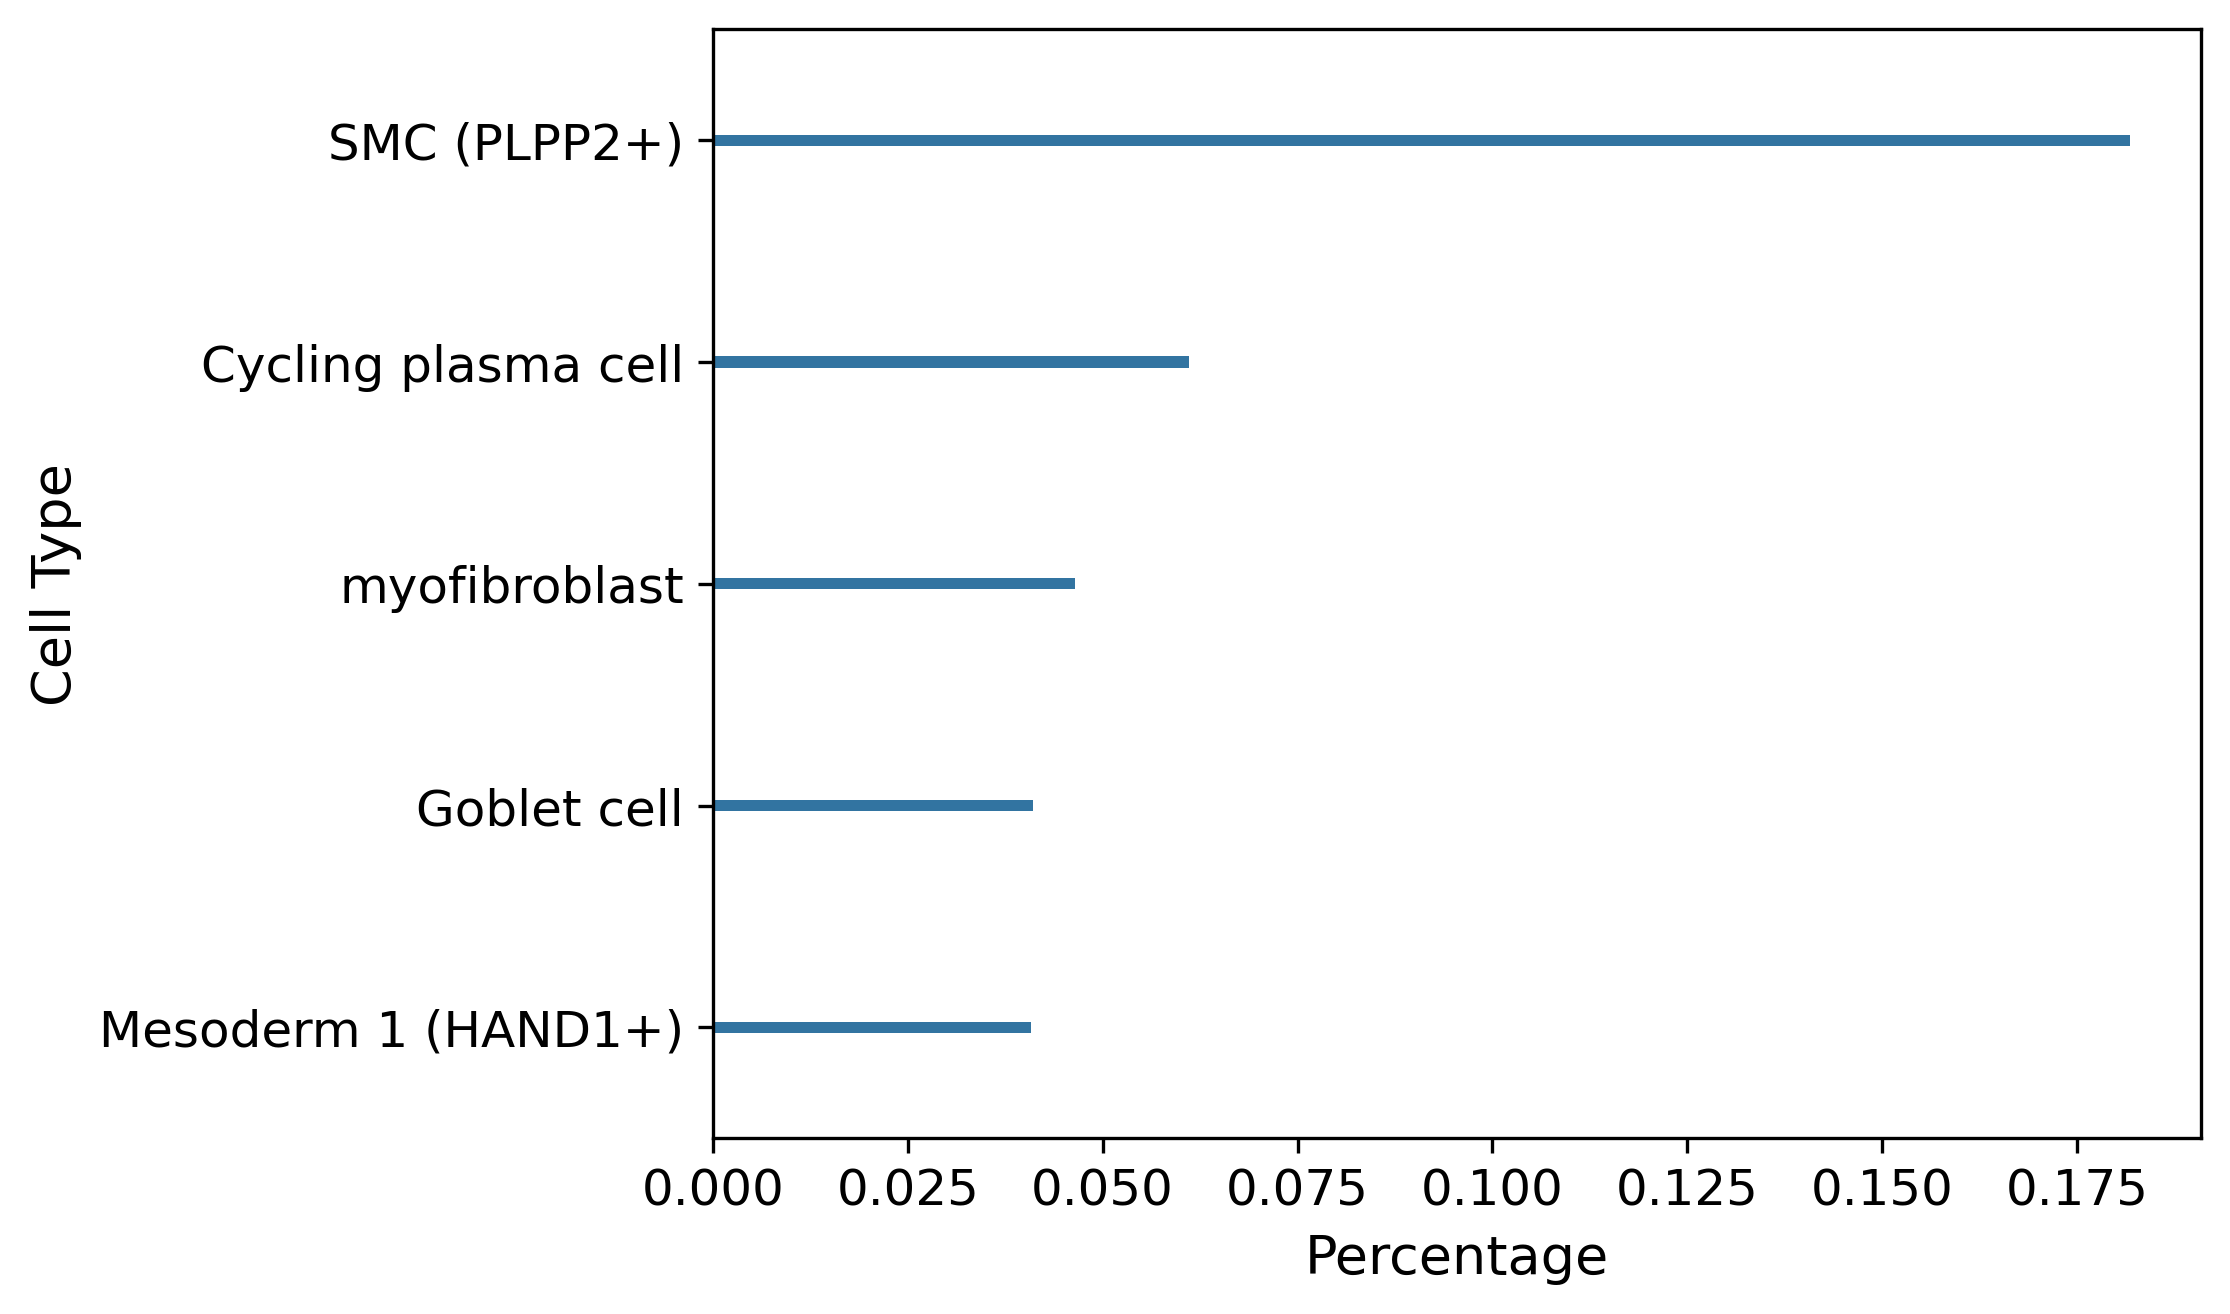 SMC (PLPP2+)
Cycling plasma cell
myofibroblast
Goblet cell
Mesoderm 1 (HAND1+)
Cell Type
0.000 0.025 0.050 0.075 0.100 0.125 0.150 0.175
Percentage